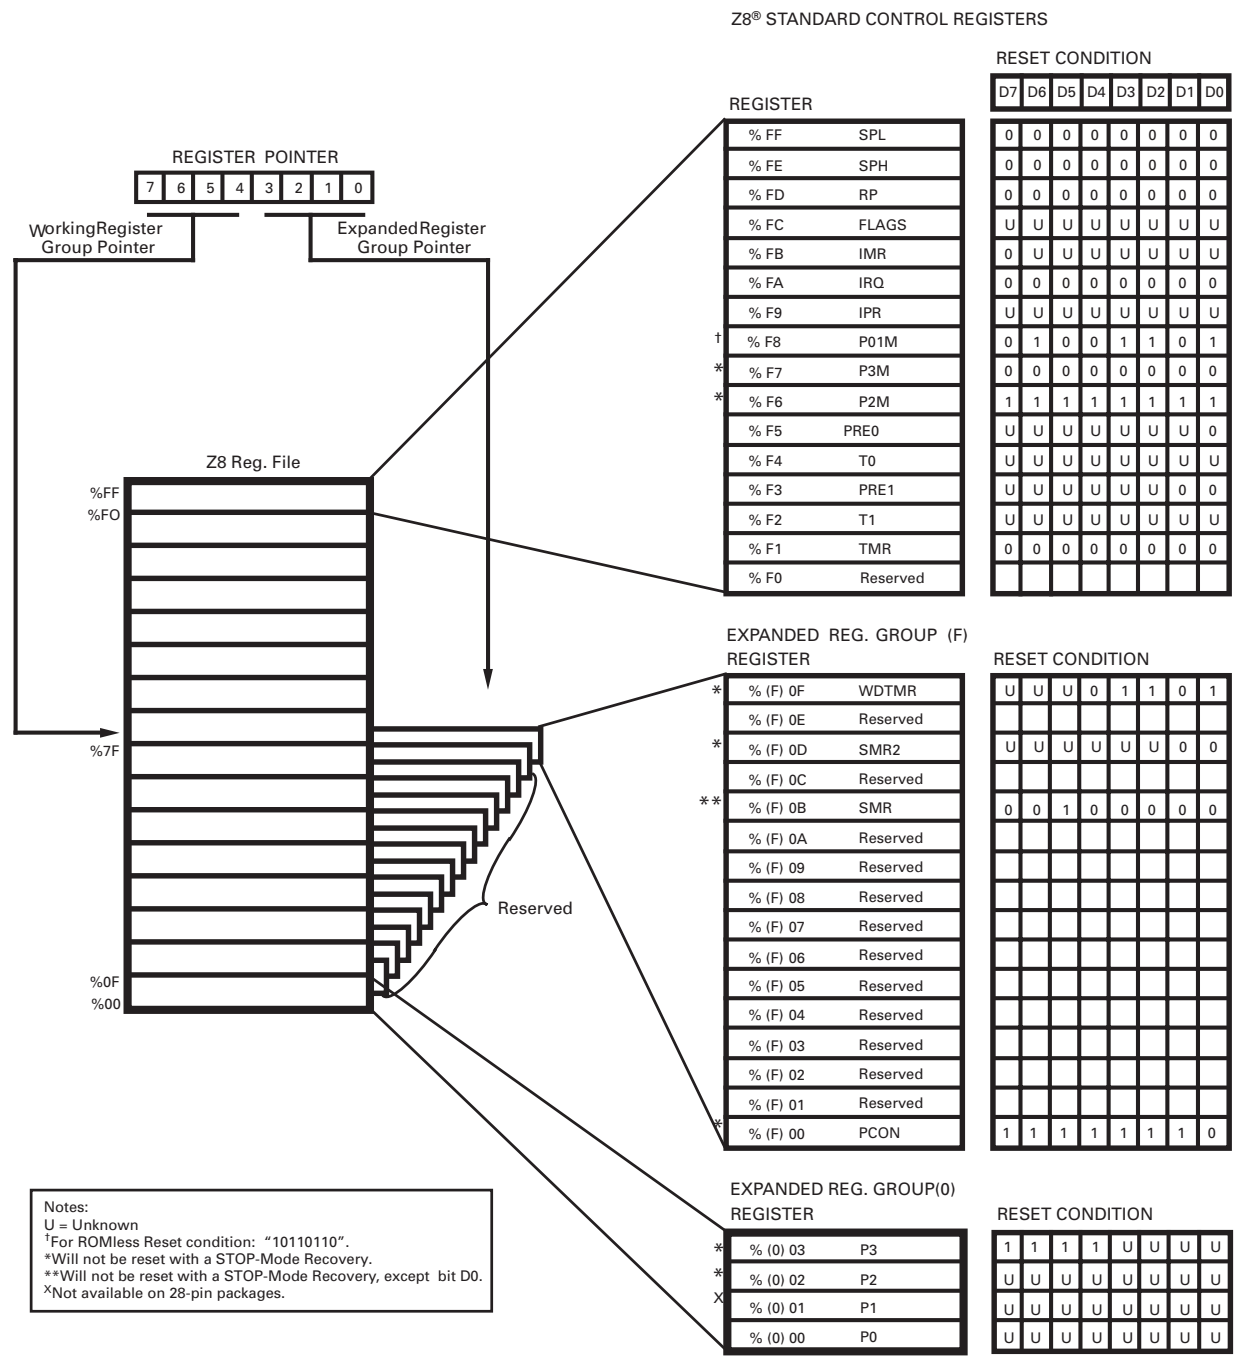 Z8® STANDARD CONTROL REGISTERS
RESET CONDITION
D7 D6 D5 D4 D3 D2 D1 D0
REGISTER
% FF SPL 0 0 0 0 0 0 0 0
% FE SPH 0 0 0 0 0 0 0 0
% FD RP 0 0 0 0 0 0 0 0
% FC FLAGS U U U U U U U U
% FB IMR 0 U U U U U U U
% FA IRQ 0 0 0 0 0 0 0 0
% F9 IPR U U U U U U U U
† % F8 P01M 0 1 0 0 1 1 0 1
* % F7 P3M 0 0 0 0 0 0 0 0
* % F6 P2M 1 1 1 1 1 1 1 1
% F5 PRE0 U U U U U U U 0
% F4 T0 U U U U U U U U
% F3 PRE1 U U U U U U 0 0
% F2 T1 U U U U U U U U
% F1 TMR 0 0 0 0 0 0 0 0
% F0 Reserved
REGISTER POINTER
7 6 5 4 3 2 1 0
WorkingRegister
Group Pointer
ExpandedRegister
Group Pointer
Z8 Reg. File
%FF
%FO
%7F
%0F
%00
Reserved
EXPANDED REG. GROUP (F)
REGISTER RESET CONDITION
* % (F) 0F WDTMR U U U 0 1 1 0 1
% (F) 0E Reserved
* % (F) 0D SMR2 U U U U U U 0 0
% (F) 0C Reserved
** % (F) 0B SMR 0 0 1 0 0 0 0 0
% (F) 0A Reserved
% (F) 09 Reserved
% (F) 08 Reserved
% (F) 07 Reserved
% (F) 06 Reserved
% (F) 05 Reserved
% (F) 04 Reserved
% (F) 03 Reserved
% (F) 02 Reserved
% (F) 01 Reserved
* % (F) 00 PCON 1 1 1 1 1 1 1 0
EXPANDED REG. GROUP(0)
REGISTER RESET CONDITION
* % (0) 03 P3 1 1 1 1 U U U U
* % (0) 02 P2 U U U U U U U U
X % (0) 01 P1 U U U U U U U U
% (0) 00 P0 U U U U U U U U
Notes:
U = Unknown
†For ROMless Reset condition: “10110110”.
*Will not be reset with a STOP-Mode Recovery.
**Will not be reset with a STOP-Mode Recovery, except bit D0.
XNot available on 28-pin packages.